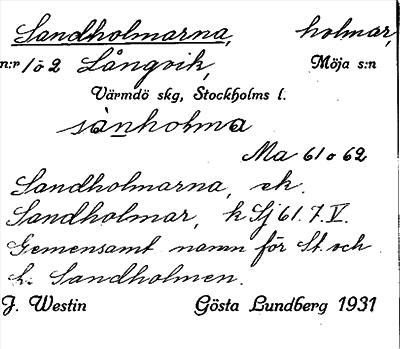 Sandholmarna, holmar,
n:r 1 o 2 Långvik, Möja s:n
Värmdö skg, Stockholms l.
sànholma
Ma 61 o 62
Sandholmarna, ek.
Sandholmar, h Sj 61. 7. V.
Gemensamt namn för St. och
L. Sandholmen.
J. Westin Gösta Lundberg 1931